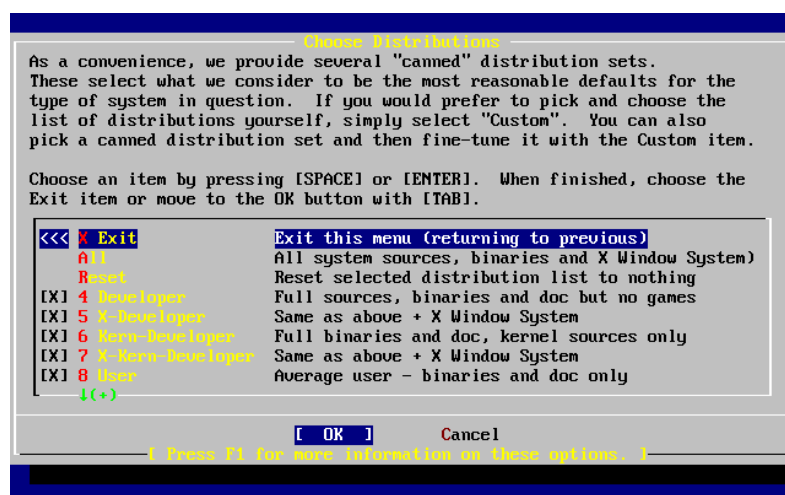 Choose Distributions
As a convenience, we provide several "canned" distribution sets.
These select what we consider to be the most reasonable defaults for the
type of system in question.  If you would prefer to pick and choose the
list of distributions yourself, simply select "Custom".  You can also
pick a canned distribution set and then fine-tune it with the Custom item.
Choose an item by pressing [SPACE] or [ENTER].  When finished, choose the
Exit item or move to the OK button with [TAB].
<<< X Exit Exit this menu (returning to previous)
All All system sources, binaries and X Window System)
Reset Reset selected distribution list to nothing
[X] 4 Developer Full sources, binaries and doc but no games
[X] 5 X-Developer Same as above + X Window System
[X] 6 Kern-Developer Full binaries and doc, kernel sources only
[X] 7 X-Kern-Developer Same as above + X Window System
[X] 8 User Average user - binaries and doc only
↓(+)
[ OK ] Cancel
[ Press F1 for more information on these options. ]